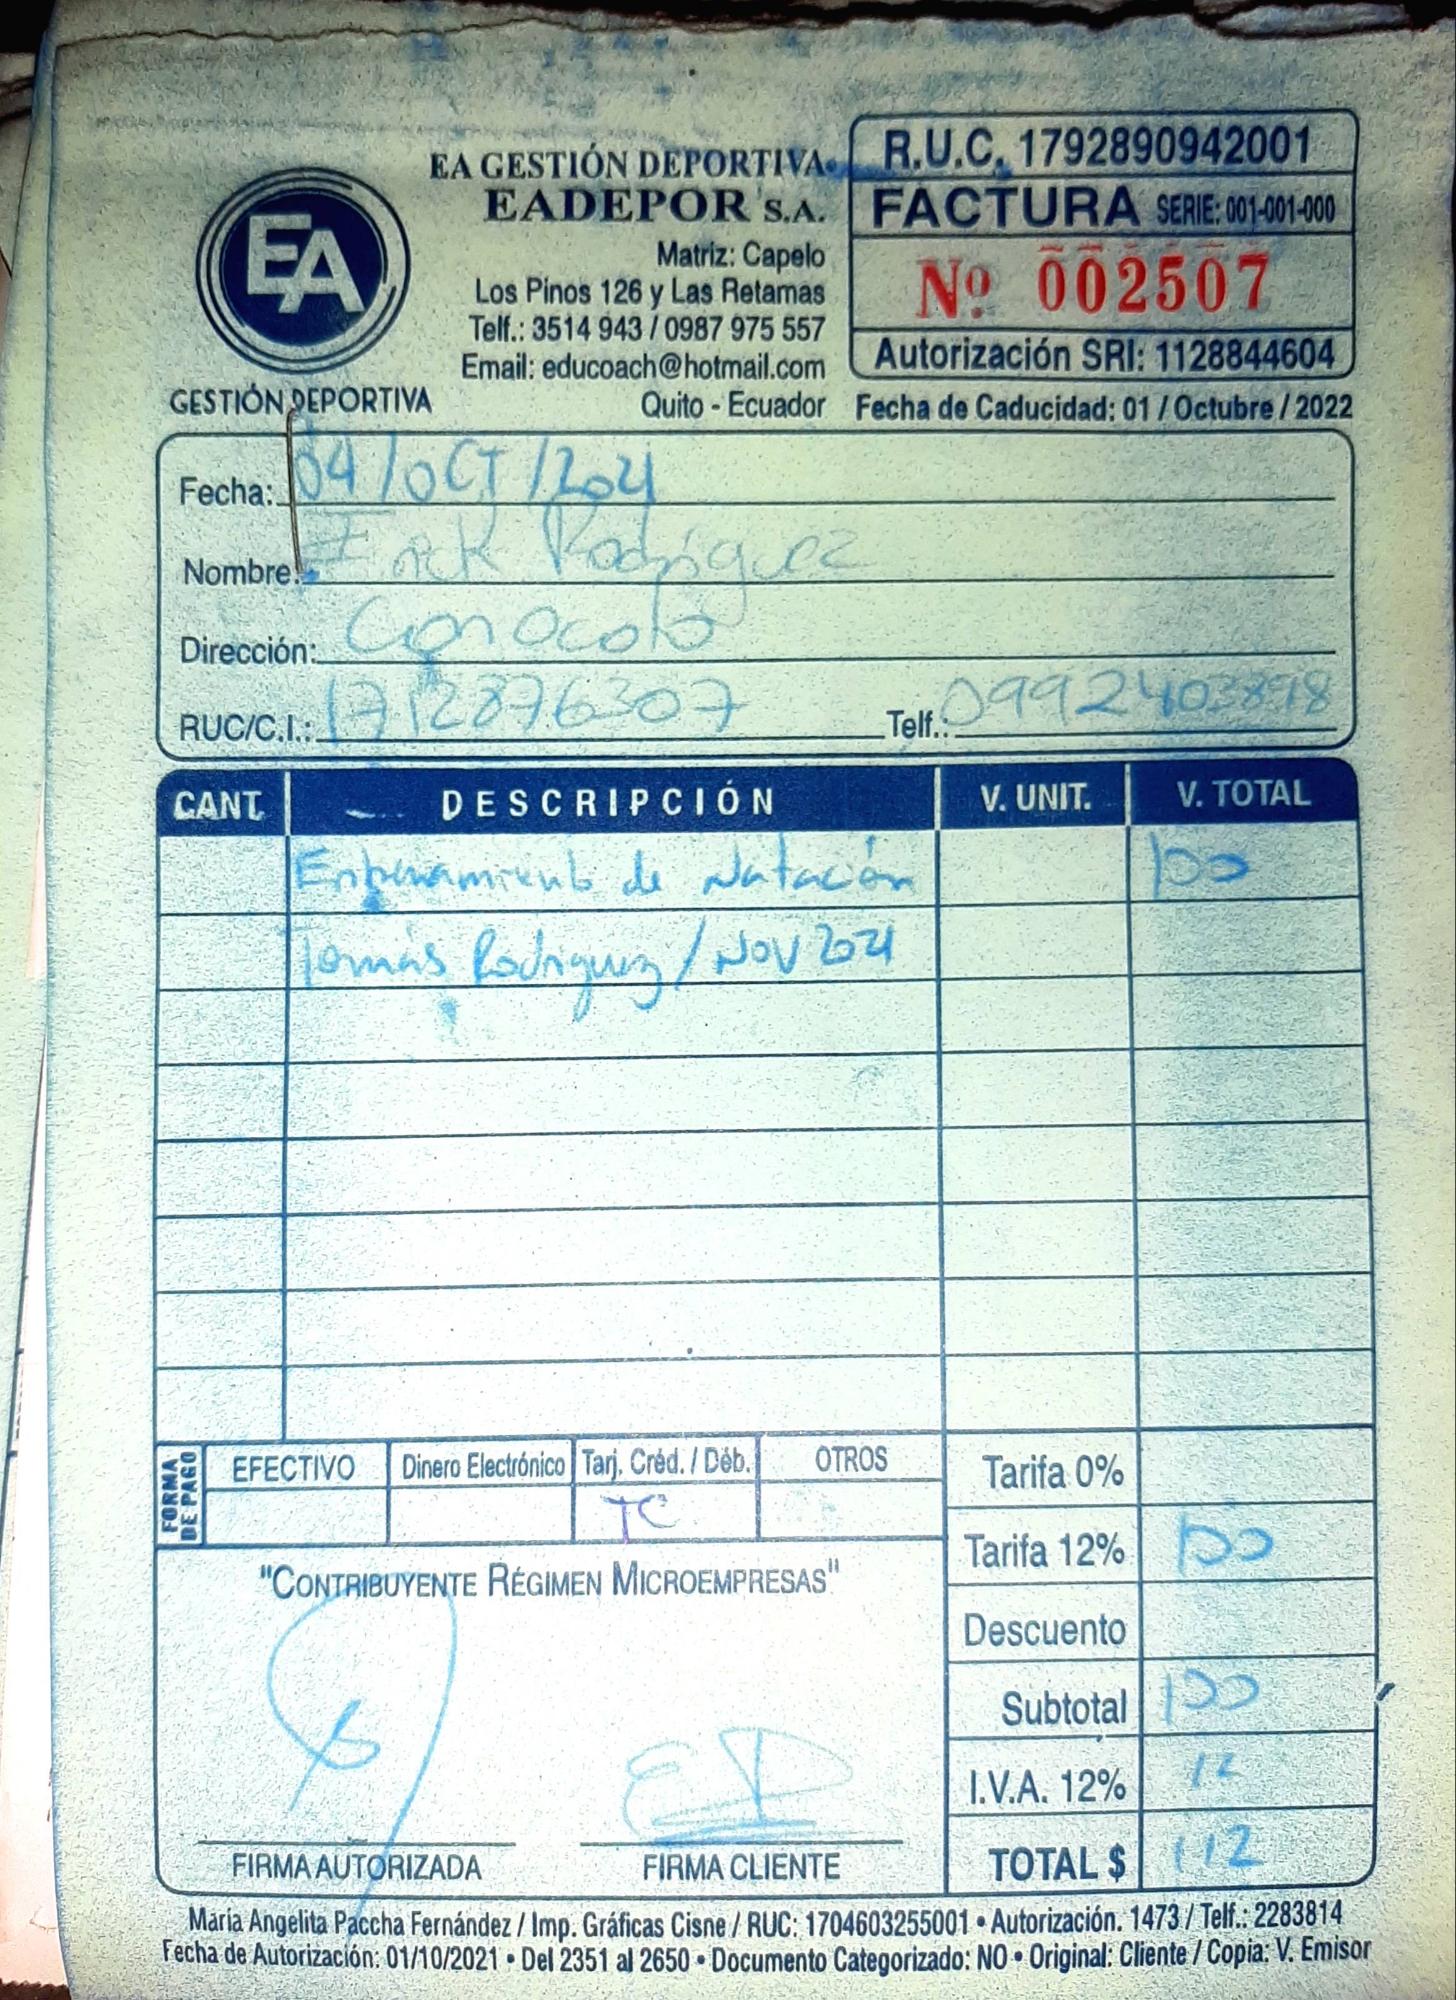 EA GESTIÓN DEPORTIVA
EADEPOR S.A.
Matriz: Capelo
Los Pinos 126 y Las Retamas
Telf.: 3514 943 / 0987 975 557
Email: educoach@hotmail.com
Quito - Ecuador
EA
GESTIÓN DEPORTIVA
R.U.C. 1792890942001
FACTURA SERIE: 001-001-000
Nº 002507
Autorización SRI: 1128844604
Fecha de Caducidad: 01 / Octubre / 2022
Fecha: 04/OCT/2021
Nombre: Erick Rodriguez
Dirección: Conocoto
RUC/C.I.: 1712876307 Telf.: 0992403898
CANT. DESCRIPCIÓN V. UNIT. V. TOTAL
Entrenamiento de Natación 100
Tomás Rodriguez / NOV 2021
FORMA DE PAGO
EFECTIVO Dinero Electrónico Tarj. Créd. / Déb. OTROS
TC
Tarifa 0%
Tarifa 12% 100
Descuento
Subtotal 100
I.V.A. 12% 12
TOTAL $ 112
"CONTRIBUYENTE RÉGIMEN MICROEMPRESAS"
FIRMA AUTORIZADA FIRMA CLIENTE
María Angelita Paccha Fernández / Imp. Gráficas Cisne / RUC: 1704603255001 • Autorización. 1473 / Telf.: 2283814
Fecha de Autorización: 01/10/2021 • Del 2351 al 2650 • Documento Categorizado: NO • Original: Cliente / Copia: V. Emisor